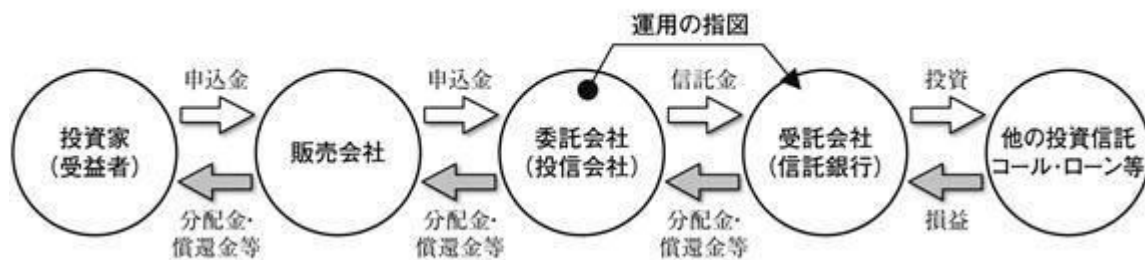 運用の指図
申込金
申込金
信託金
投資
投資家
(受益者)
販売会社
委託会社
(投信会社)
受託会社
(信託銀行)
他の投資信託
コール・ローン等
分配金・
償還金等
分配金・
償還金等
分配金・
償還金等
損益